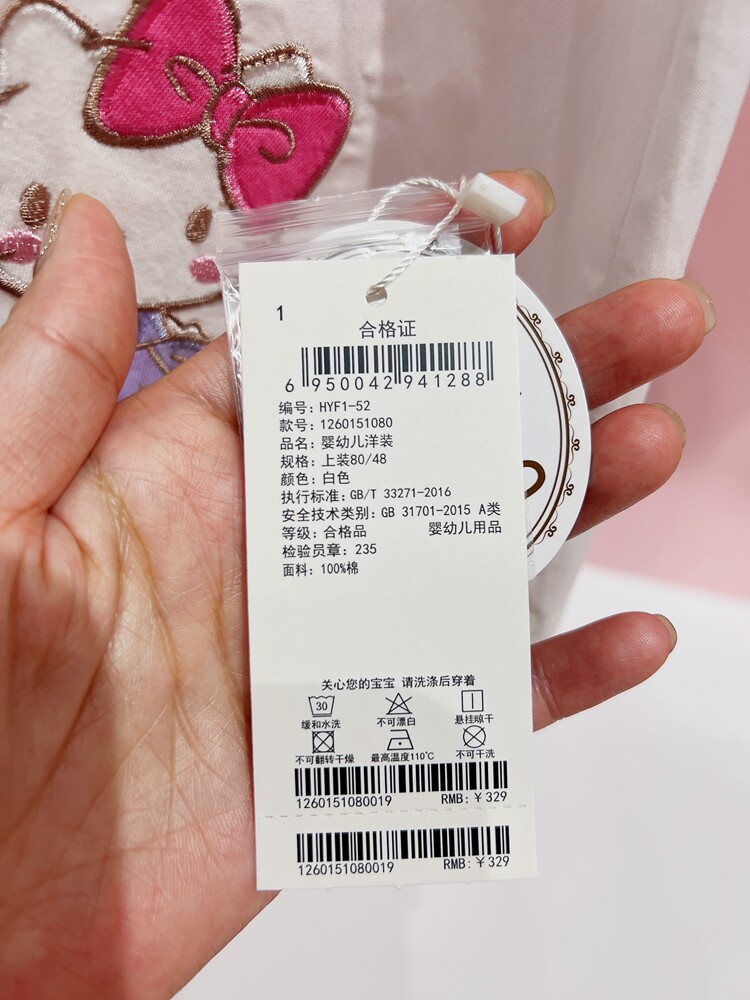 1
合格证
6 950042 941288
编号: HYF1-52
款号: 1260151080
品名: 婴幼儿洋装
规格: 上装80/48
颜色: 白色
执行标准: GB/T 33271-2016
安全技术类别: GB 31701-2015 A类
等级: 合格品 婴幼儿用品
检验员章: 235
面料: 100%棉
关心您的宝宝 请洗涤后穿着
30
缓和水洗 不可漂白 悬挂晾干
不可翻转干燥 最高温度110℃ 不可干洗
1260151080019 RMB: ¥329
1260151080019 RMB: ¥329